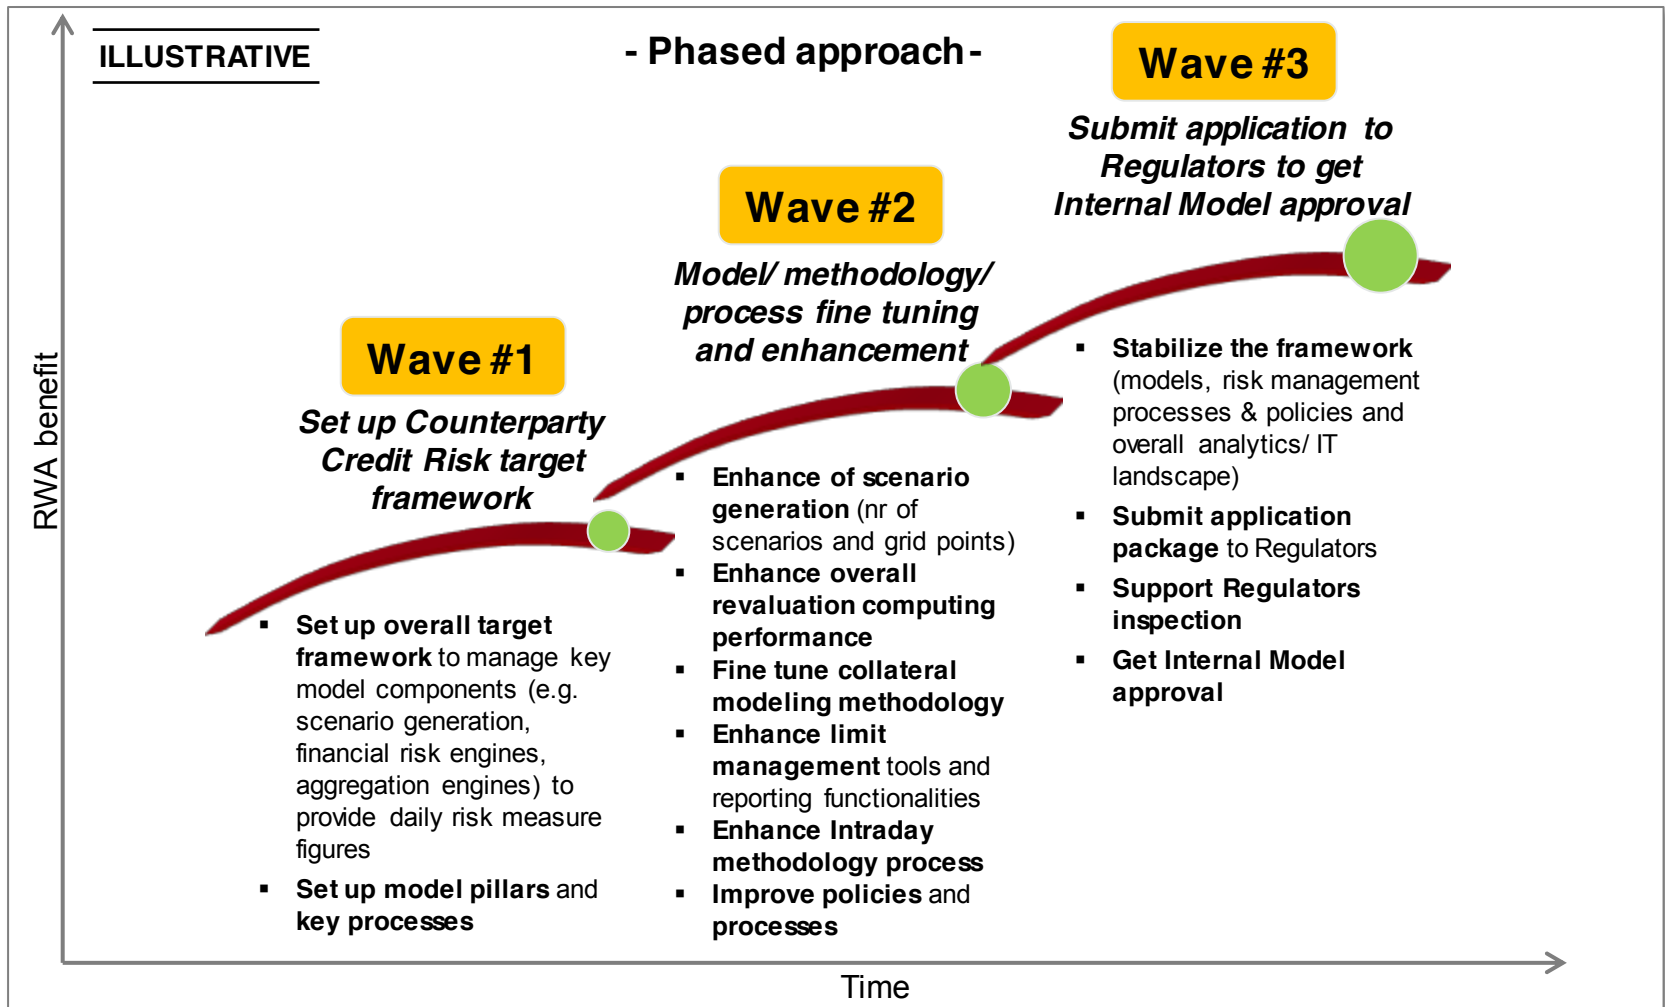 ILLUSTRATIVE
- Phased approach -
Wave #3
Submit application to
Regulators to get
Internal Model approval
Wave #2
Model/ methodology/
process fine tuning
and enhancement
Wave #1
Set up Counterparty
Credit Risk target
framework
RWA benefit
▪ Set up overall target
framework to manage key
model components (e.g.
scenario generation,
financial risk engines,
aggregation engines) to
provide daily risk measure
figures
▪ Set up model pillars and
key processes
▪ Enhance of scenario
generation (nr of
scenarios and grid points)
▪ Enhance overall
revaluation computing
performance
▪ Fine tune collateral
modeling methodology
▪ Enhance limit
management tools and
reporting functionalities
▪ Enhance Intraday
methodology process
▪ Improve policies and
processes
▪ Stabilize the framework
(models, risk management
processes & policies and
overall analytics/ IT
landscape)
▪ Submit application
package to Regulators
▪ Support Regulators
inspection
▪ Get Internal Model
approval
Time